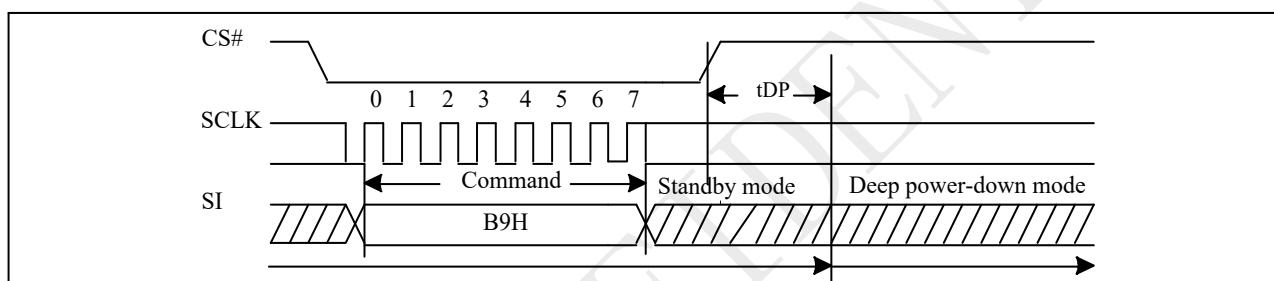 CS#
tDP
0 1 2 3 4 5 6 7
SCLK
Command
Standby mode
Deep power-down mode
SI
B9H